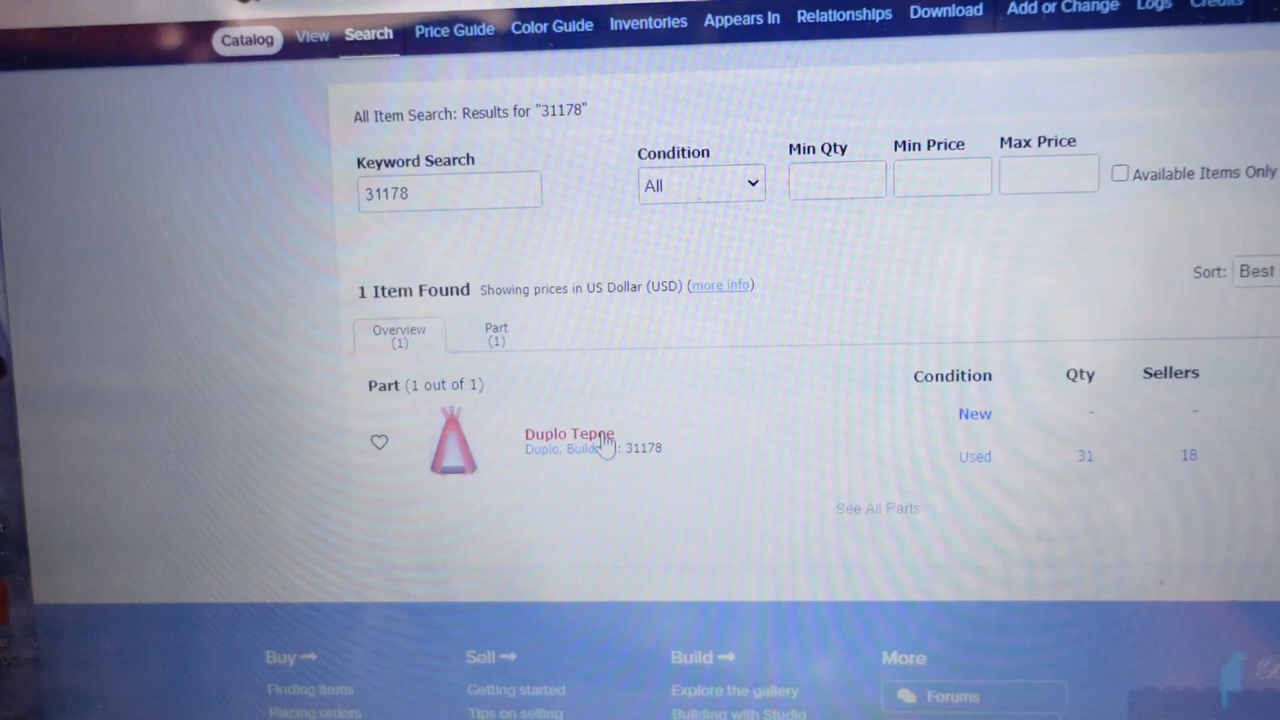 Catalog View Search Price Guide Color Guide Inventories Appears In Relationships Download Add or Change Logs Credits
All Item Search: Results for "31178"
Keyword Search Condition Min Qty Min Price Max Price
31178 All Available Items Only
Sort: Best
1 Item Found Showing prices in US Dollar (USD) (more info)
Overview (1) Part (1)
Part (1 out of 1) Condition Qty Sellers
New - -
Duplo Tepee
Duplo, : 31178
Used 31 18
See All Parts
Buy Sell Build More
Finding items Getting started Explore the gallery Forums
Placing orders Tips on selling Building with Studio